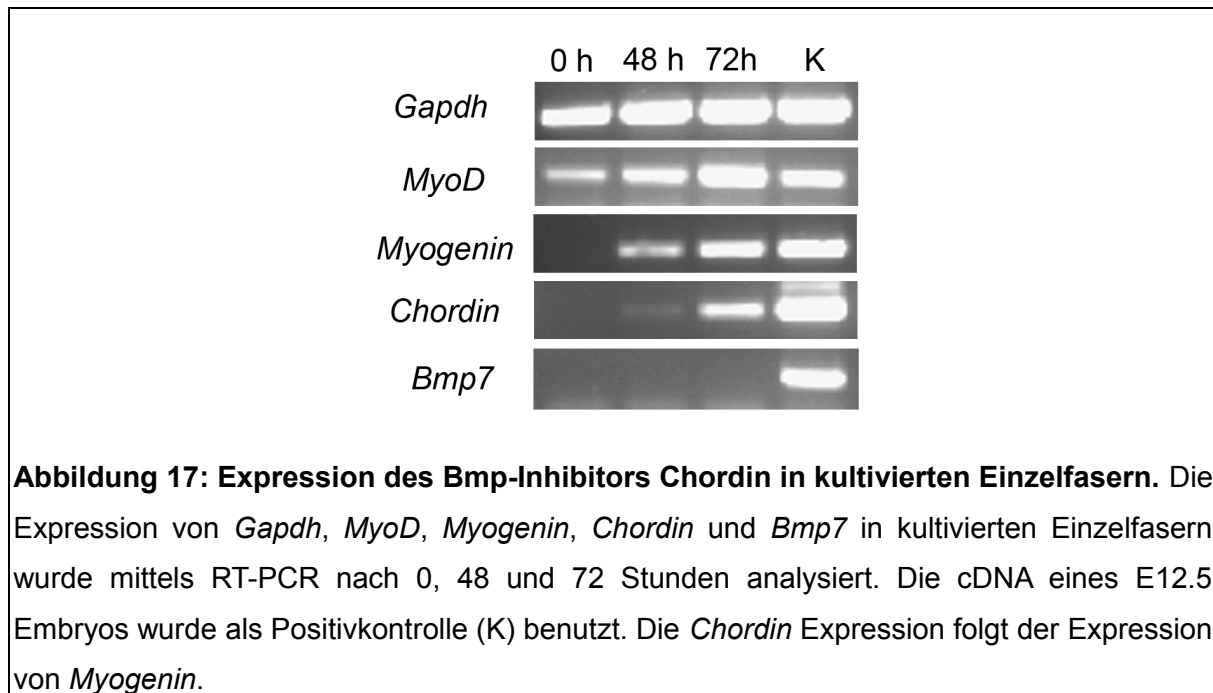 0 h 48 h 72h K
Gapdh
MyoD
Myogenin
Chordin
Bmp7
Abbildung 17: Expression des Bmp-Inhibitors Chordin in kultivierten Einzelfasern. Die
Expression von Gapdh, MyoD, Myogenin, Chordin und Bmp7 in kultivierten Einzelfasern
wurde mittels RT-PCR nach 0, 48 und 72 Stunden analysiert. Die cDNA eines E12.5
Embryos wurde als Positivkontrolle (K) benutzt. Die Chordin Expression folgt der Expression
von Myogenin.